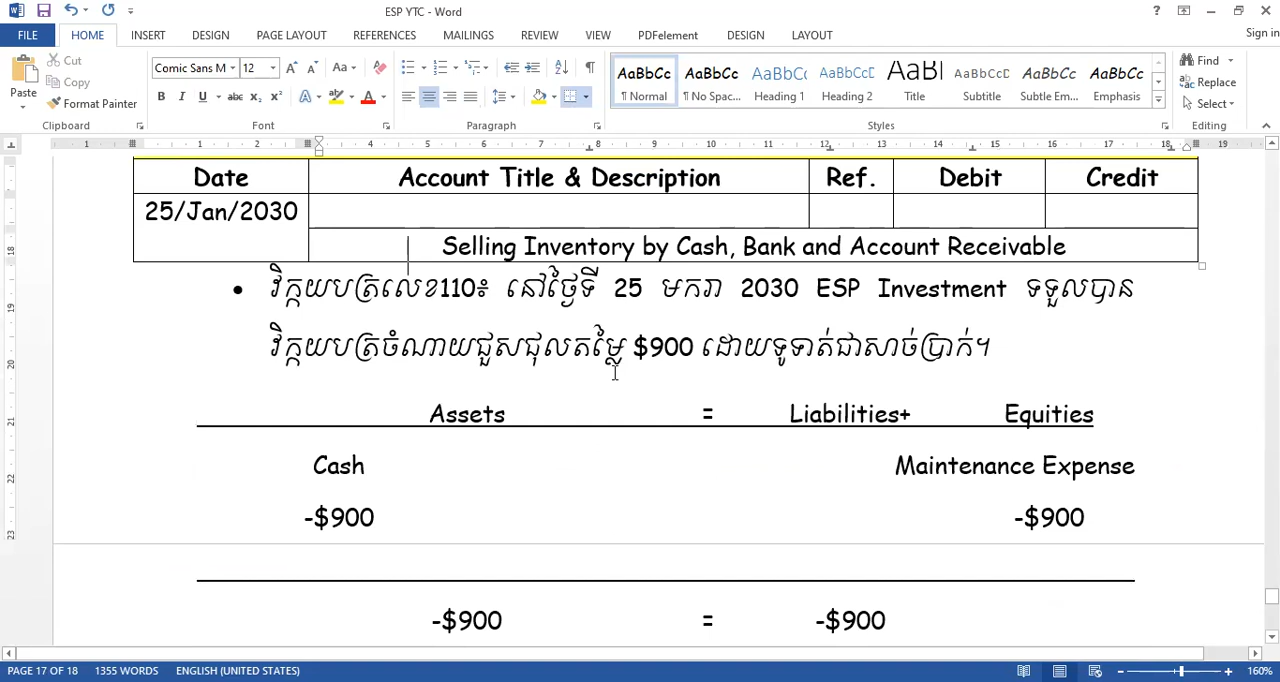 ESP YTC - Word
Sign in
FILE HOME INSERT DESIGN PAGE LAYOUT REFERENCES MAILINGS REVIEW VIEW PDFelement DESIGN LAYOUT
Paste Cut Copy Format Painter
Comic Sans M 12
AaBbCc AaBbCc AaBbCc AaBbCc AaBl AaBbCcD AaBbCc AaBbCc
¶ Normal ¶ No Spac... Heading 1 Heading 2 Title Subtitle Subtle Em... Emphasis
Find
Replace
Select
Clipboard Font Paragraph Styles Editing
Date Account Title & Description Ref. Debit Credit
25/Jan/2030
Selling Inventory by Cash, Bank and Account Receivable
• វិក្កយបត្រលេខ110៖ នៅថ្ងៃទី 25 មករា 2030 ESP Investment ទទួលបាន
វិក្កយបត្រចំណាយជួសជុលតម្លៃ $900 ដោយទូទាត់ជាសាច់ប្រាក់។
Assets = Liabilities+ Equities
Cash Maintenance Expense
-$900 -$900
-$900 = -$900
PAGE 17 OF 18 1355 WORDS ENGLISH (UNITED STATES) 160%